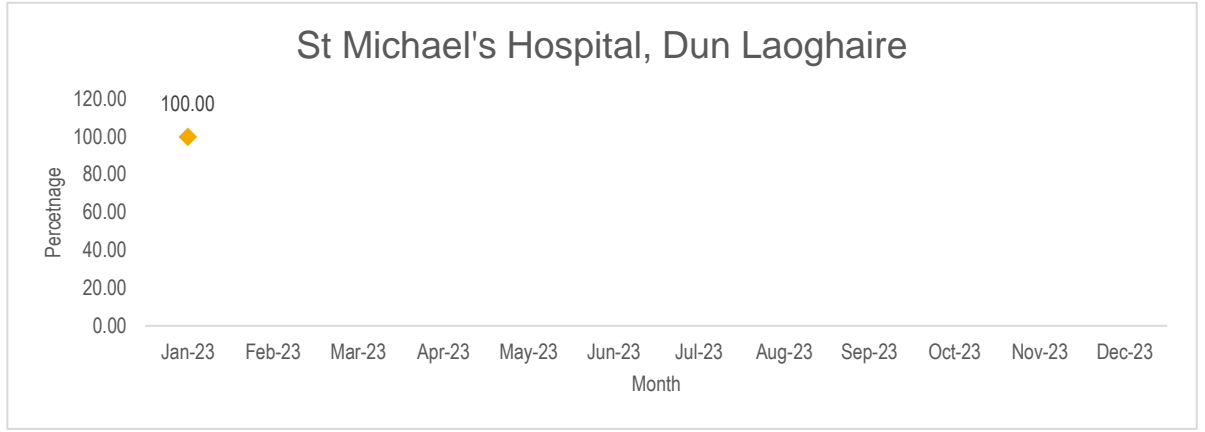 St Michael's Hospital, Dun Laoghaire
120.00
100.00
100.00
80.00
60.00
40.00
20.00
0.00
Percetnage
Jan-23 Feb-23 Mar-23 Apr-23 May-23 Jun-23 Jul-23 Aug-23 Sep-23 Oct-23 Nov-23 Dec-23
Month